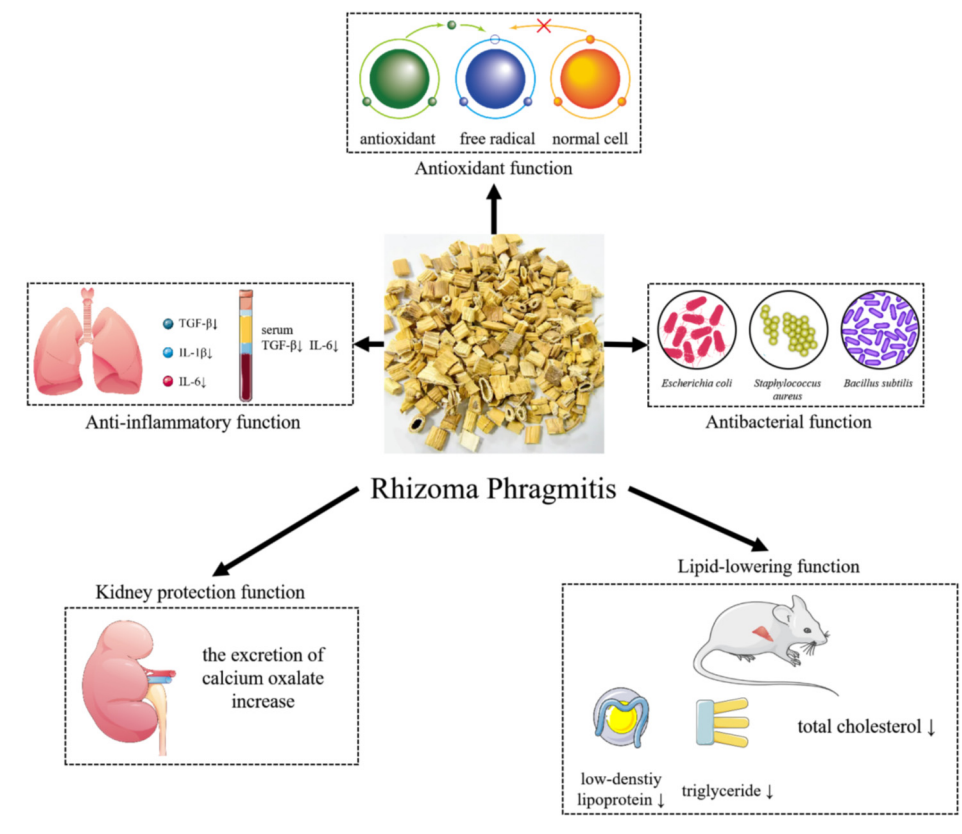 antioxidant free radical normal cell
Antioxidant function
TGF-β↓
IL-1β↓
IL-6↓
serum
TGF-β↓ IL-6↓
Anti-inflammatory function
Escherichia coli
Staphylococcus
aureus
Bacillus subtilis
Antibacterial function
Rhizoma Phragmitis
Kidney protection function
the excretion of
calcium oxalate
increase
Lipid-lowering function
low-denstiy
lipoprotein ↓
triglyceride ↓
total cholesterol ↓